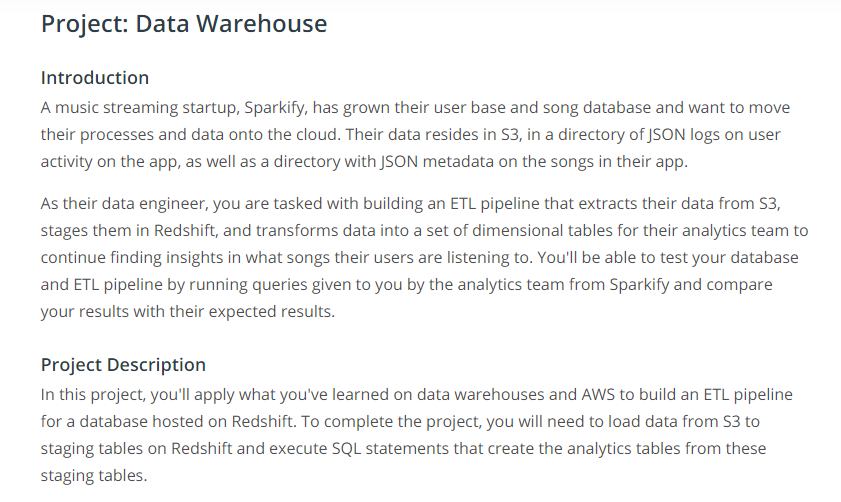 Project: Data Warehouse
Introduction
A music streaming startup, Sparkify, has grown their user base and song database and want to move
their processes and data onto the cloud. Their data resides in S3, in a directory of JSON logs on user
activity on the app, as well as a directory with JSON metadata on the songs in their app.
As their data engineer, you are tasked with building an ETL pipeline that extracts their data from S3,
stages them in Redshift, and transforms data into a set of dimensional tables for their analytics team to
continue finding insights in what songs their users are listening to. You'll be able to test your database
and ETL pipeline by running queries given to you by the analytics team from Sparkify and compare
your results with their expected results.
Project Description
In this project, you'll apply what you've learned on data warehouses and AWS to build an ETL pipeline
for a database hosted on Redshift. To complete the project, you will need to load data from S3 to
staging tables on Redshift and execute SQL statements that create the analytics tables from these
staging tables.